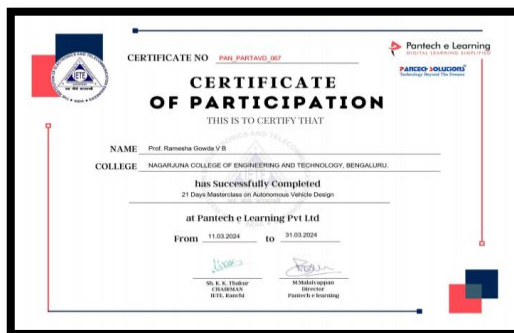 Pantech e Learning
DIGITAL LEARNING SIMPLIFIED
CERTIFICATE NO PAN_PARTAVD_067
IETE
PANTECH SOLUTIONS
Technology Beyond The Dreams
CERTIFICATE
OF PARTICIPATION
THIS IS TO CERTIFY THAT
NAME Prof. Ramesha Gowda V B
COLLEGE NAGARJUNA COLLEGE OF ENGINEERING AND TECHNOLOGY, BENGALURU.
has Successfully Completed
21 Days Masterclass on Autonomous Vehicle Design
at Pantech e Learning Pvt Ltd
From 11.03.2024 to 31.03.2024
Sh. K. K. Thakur
CHAIRMAN
IETE, Ranchi
M.Malaiyappan
Director
Pantech e learning